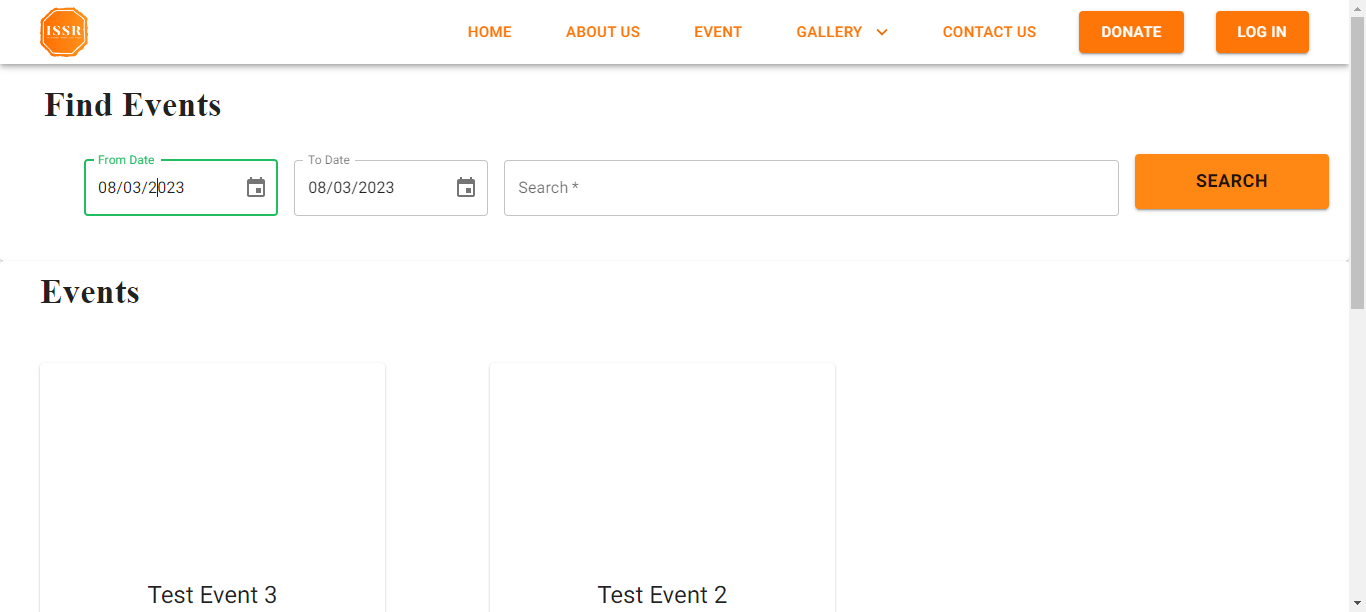 ISSR
HOME ABOUT US EVENT GALLERY CONTACT US DONATE LOG IN
Find Events
From Date To Date
08/03/2023 08/03/2023 Search * SEARCH
Events
Test Event 3 Test Event 2